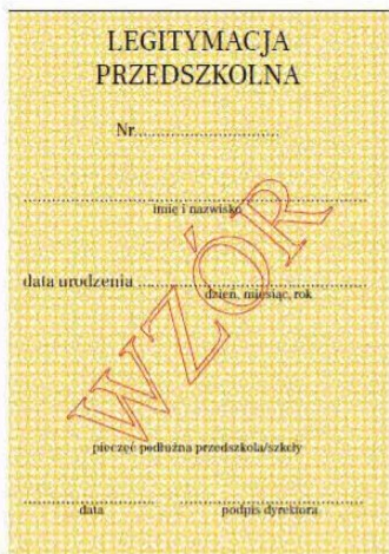 LEGITYMACJA
PRZEDSZKOLNA
Nr..............................
imię i nazwisko
data urodzenia ..............................
dzień, miesiąc, rok
WZÓR
pieczęć podłużna przedszkola/szkoły
data podpis dyrektora